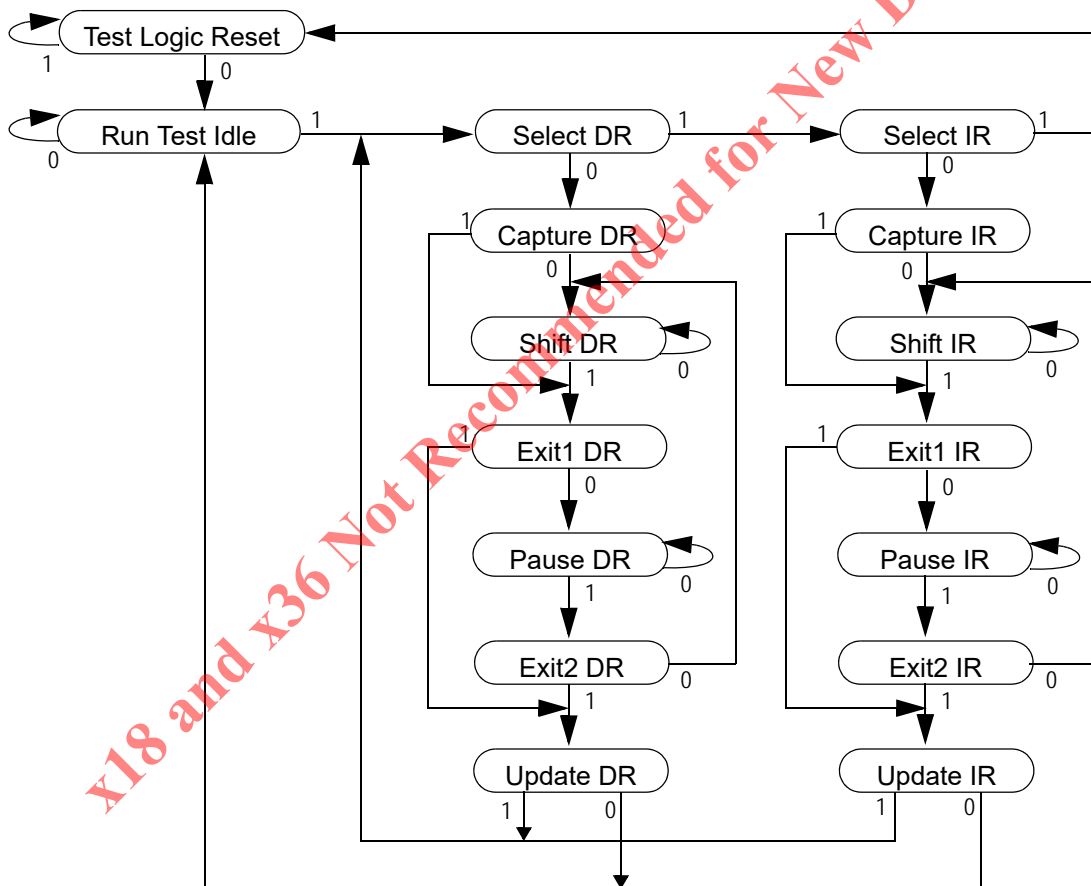 Test Logic Reset
1
0
Run Test Idle
1
0
Select DR
1
0
Select IR
1
0
Capture DR
1
0
Capture IR
1
0
Shift DR
0
1
Shift IR
0
1
Exit1 DR
1
0
Exit1 IR
1
0
Pause DR
0
1
Pause IR
0
1
Exit2 DR
0
1
Exit2 IR
0
1
Update DR
1
0
Update IR
1
0
x18 and x36 Not Recommended for New D